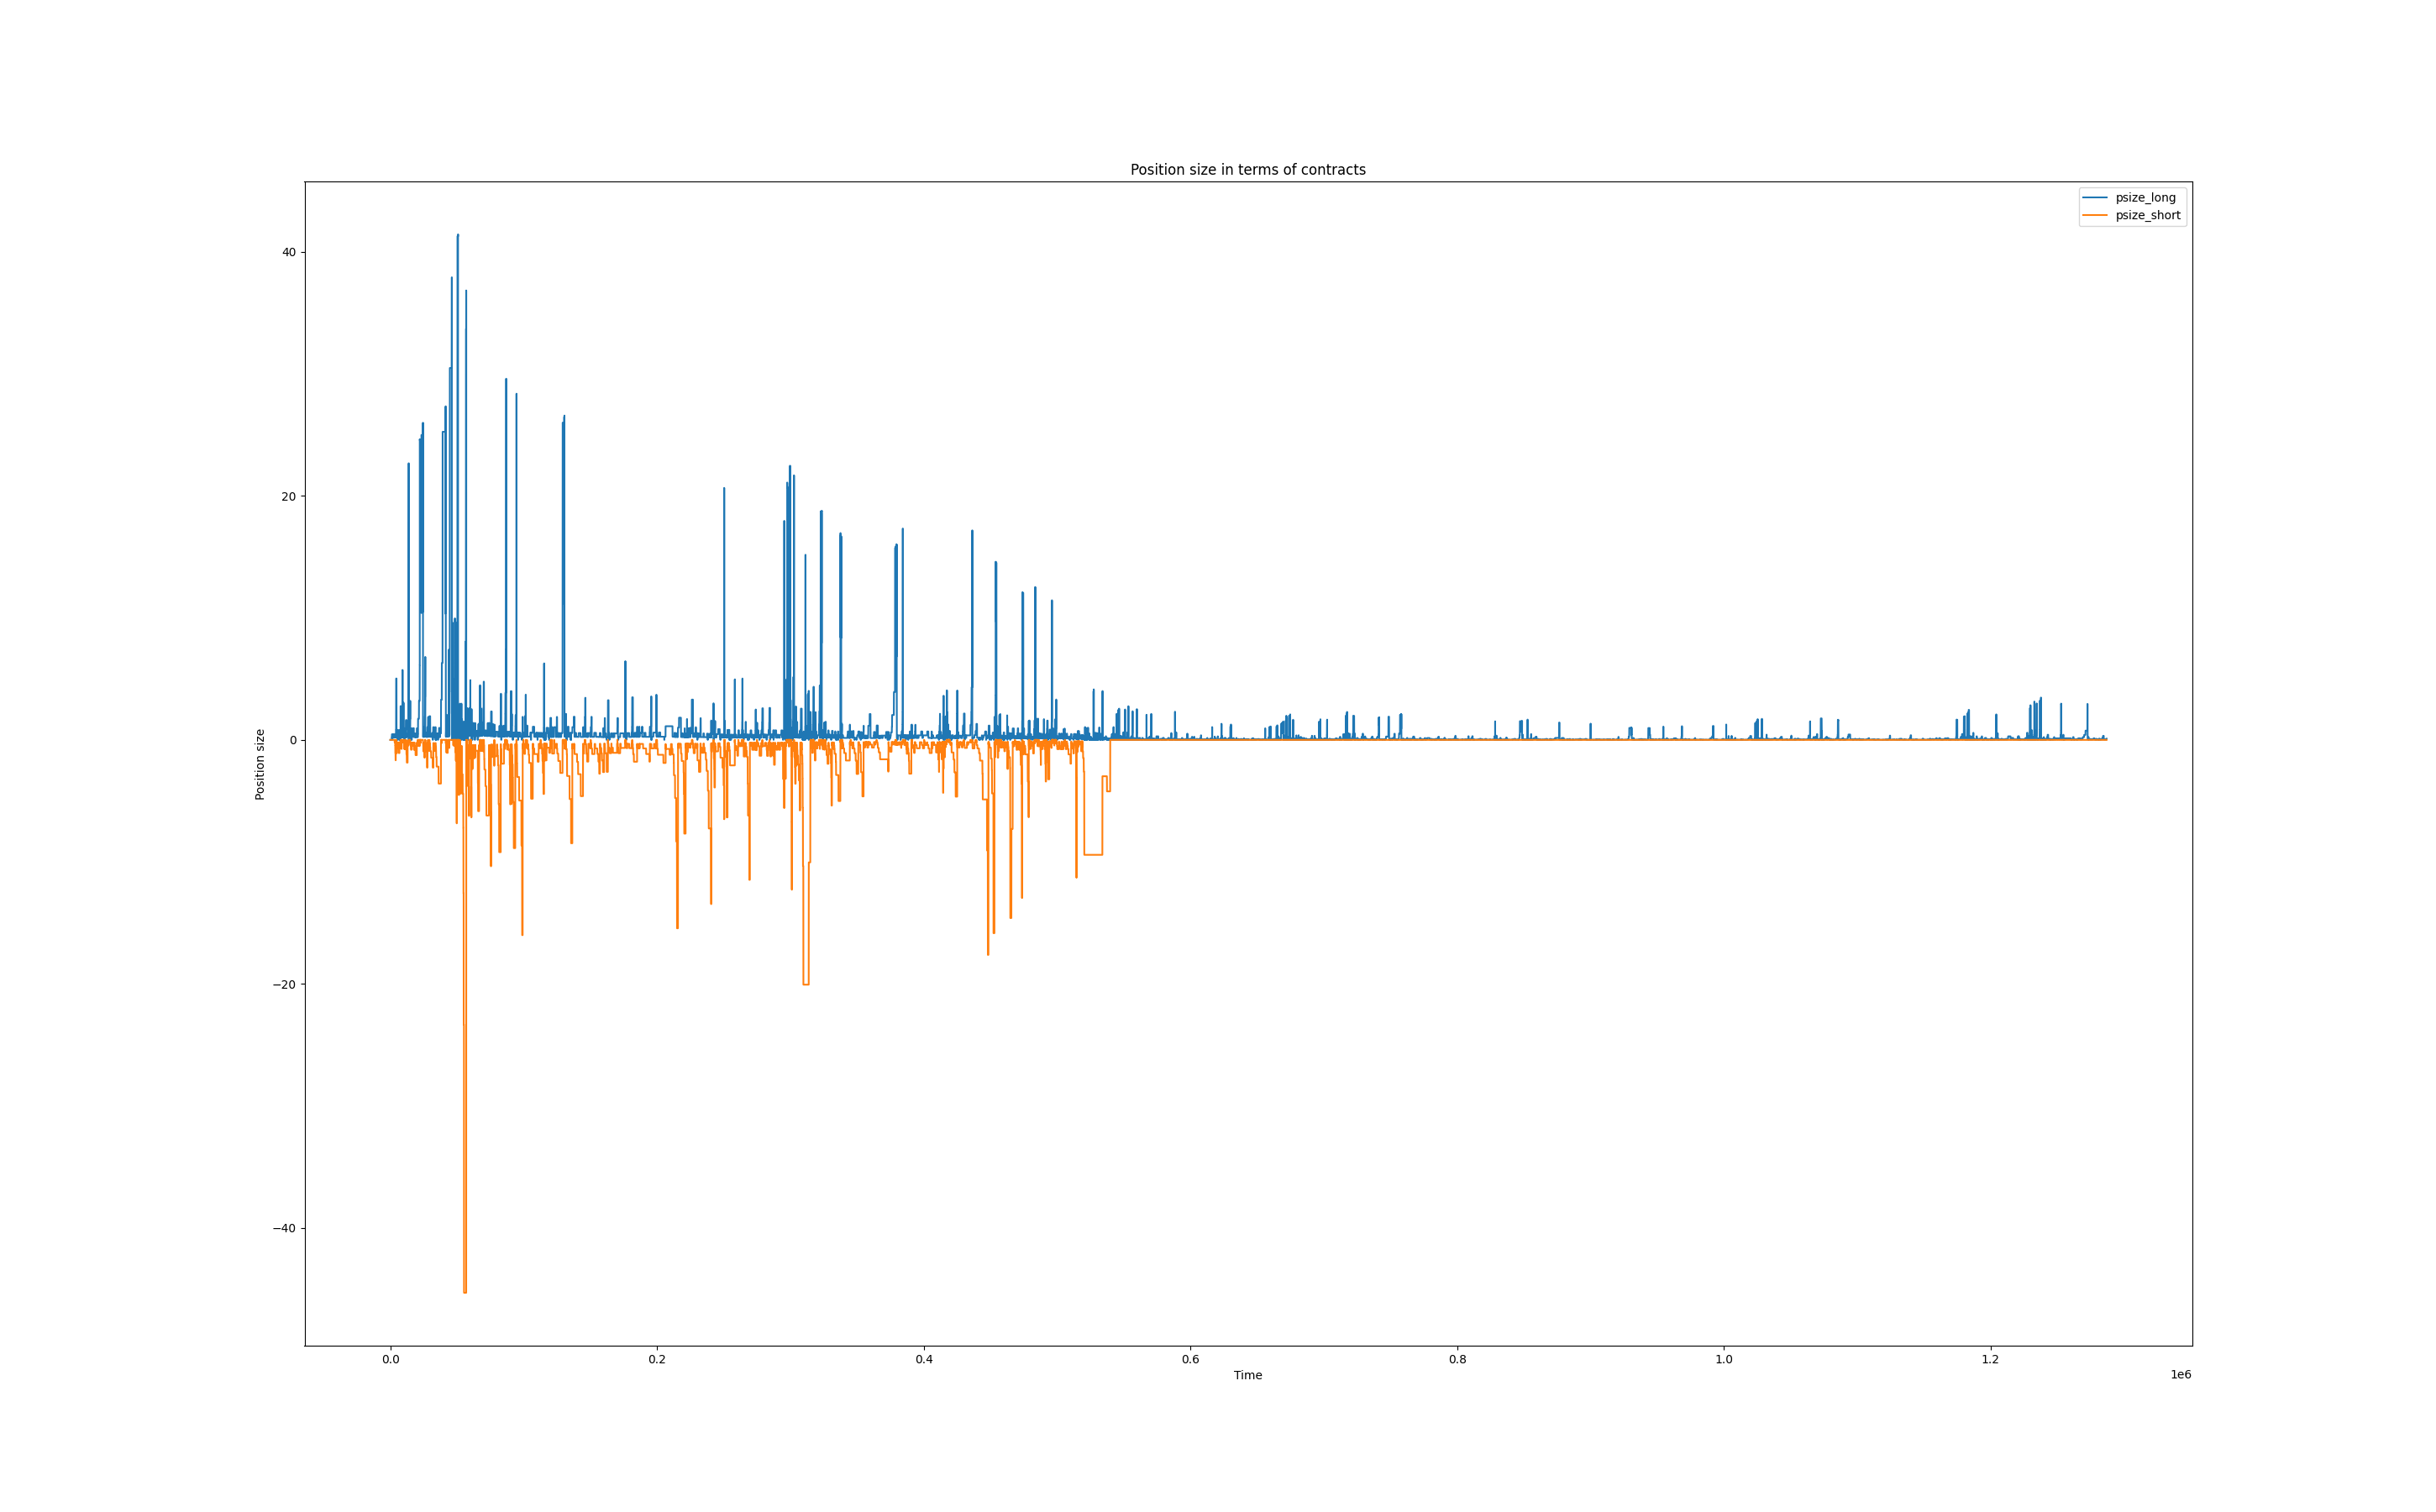 Position size in terms of contracts
psize_long
psize_short
Position size
40
20
0
−20
−40
0.0
0.2
0.4
0.6
0.8
1.0
1.2
1e6
Time